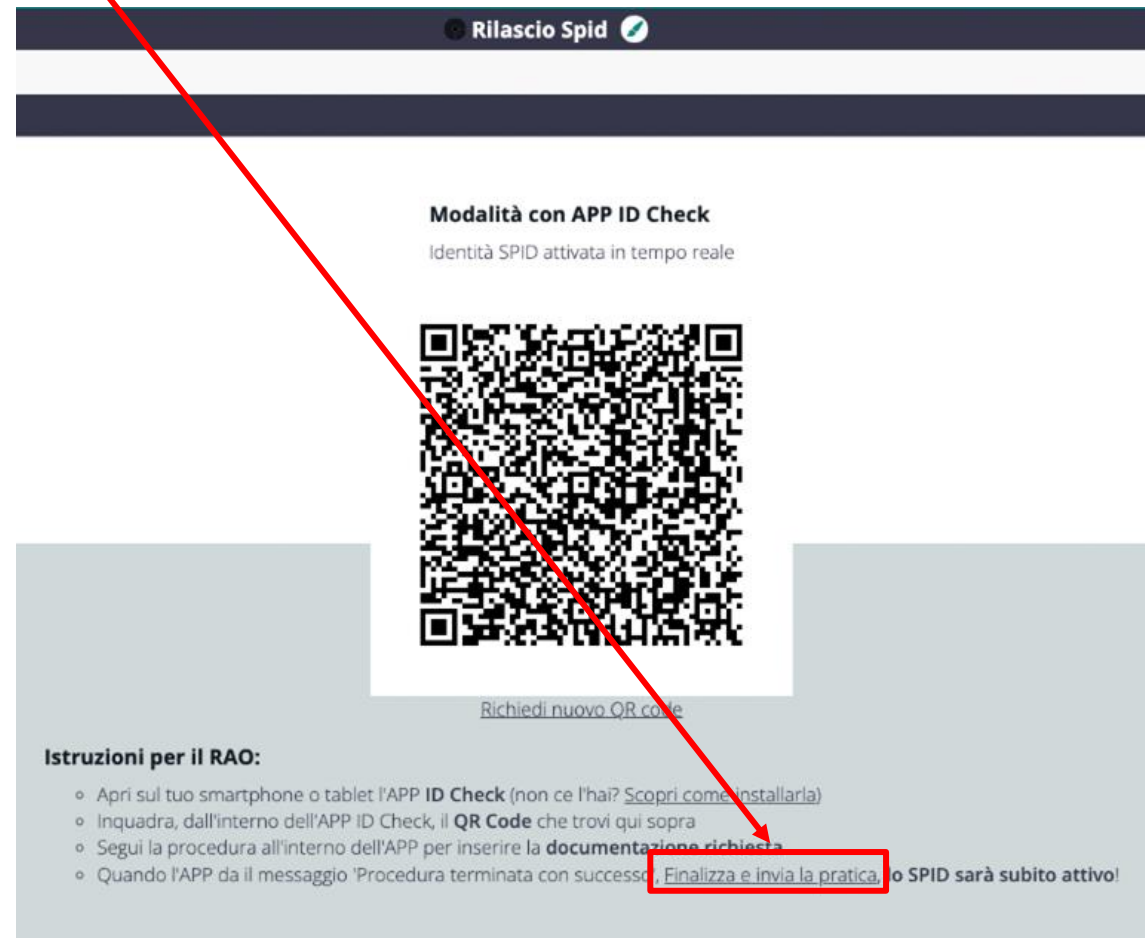 Rilascio Spid
Modalità con APP ID Check
Identità SPID attivata in tempo reale
Richiedi nuovo QR code
Istruzioni per il RAO:
Apri sul tuo smartphone o tablet l'APP ID Check (non ce l'hai? Scopri come installarla)
Inquadra, dall'interno dell'APP ID Check, il QR Code che trovi qui sopra
Segui la procedura all'interno dell'APP per inserire la documentazione richiesta
Quando l'APP da il messaggio 'Procedura terminata con successo', Finalizza e invia la pratica, lo SPID sarà subito attivo!